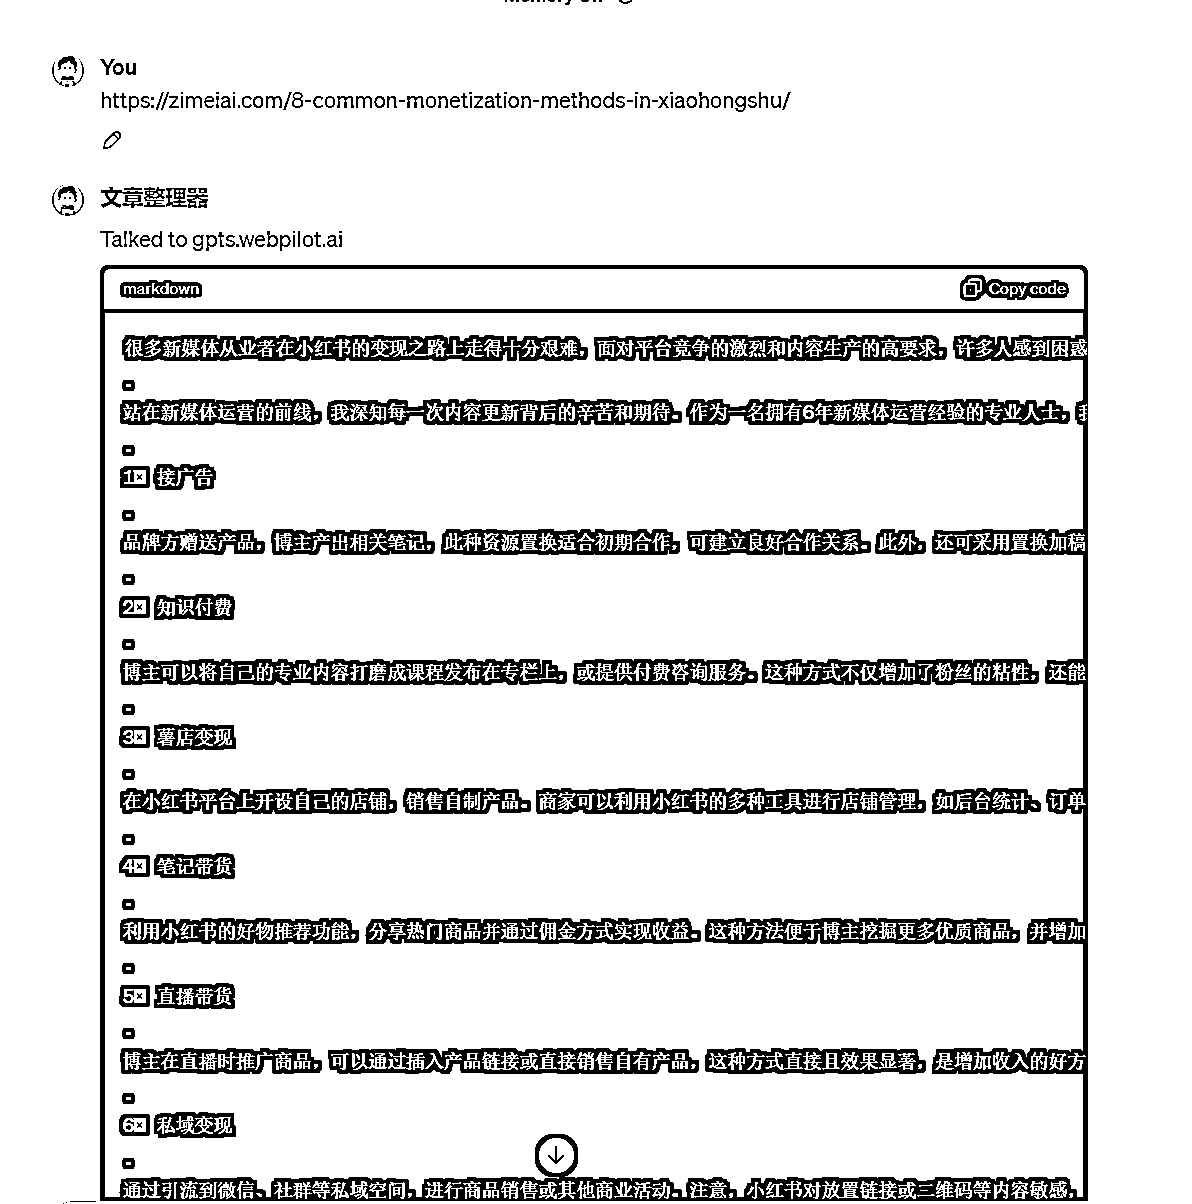 You
https://zimeiai.com/8-common-monetization-methods-in-xiaohongshu/
文章整理器
Talked to gpts.webpilot.ai
markdown
Copy code
很多新媒体从业者在小红书的变现之路上走得十分艰难，面对平台竞争的激烈和内容生产的高要求，许多人感到困惑
站在新媒体运营的前线，我深知每一次内容更新背后的辛苦和期待。作为一名拥有6年新媒体运营经验的专业人士，我
1️⃣ 接广告
品牌方赠送产品，博主产出相关笔记，此种资源置换适合初期合作，可建立良好合作关系。此外，还可采用置换加稿
2️⃣ 知识付费
博主可以将自己的专业内容打磨成课程发布在专栏上，或提供付费咨询服务。这种方式不仅增加了粉丝的粘性，还能
3️⃣ 薯店变现
在小红书平台上开设自己的店铺，销售自制产品。商家可以利用小红书的多种工具进行店铺管理，如后台统计、订单
4️⃣ 笔记带货
利用小红书的好物推荐功能，分享热门商品并通过佣金方式实现收益。这种方法便于博主挖掘更多优质商品，并增加
5️⃣ 直播带货
博主在直播时推广商品，可以通过插入产品链接或直接销售自有产品，这种方式直接且效果显著，是增加收入的好方
6️⃣ 私域变现
通过引流到微信、社群等私域空间，进行商品销售或其他商业活动。注意，小红书对放置链接或二维码等内容敏感，